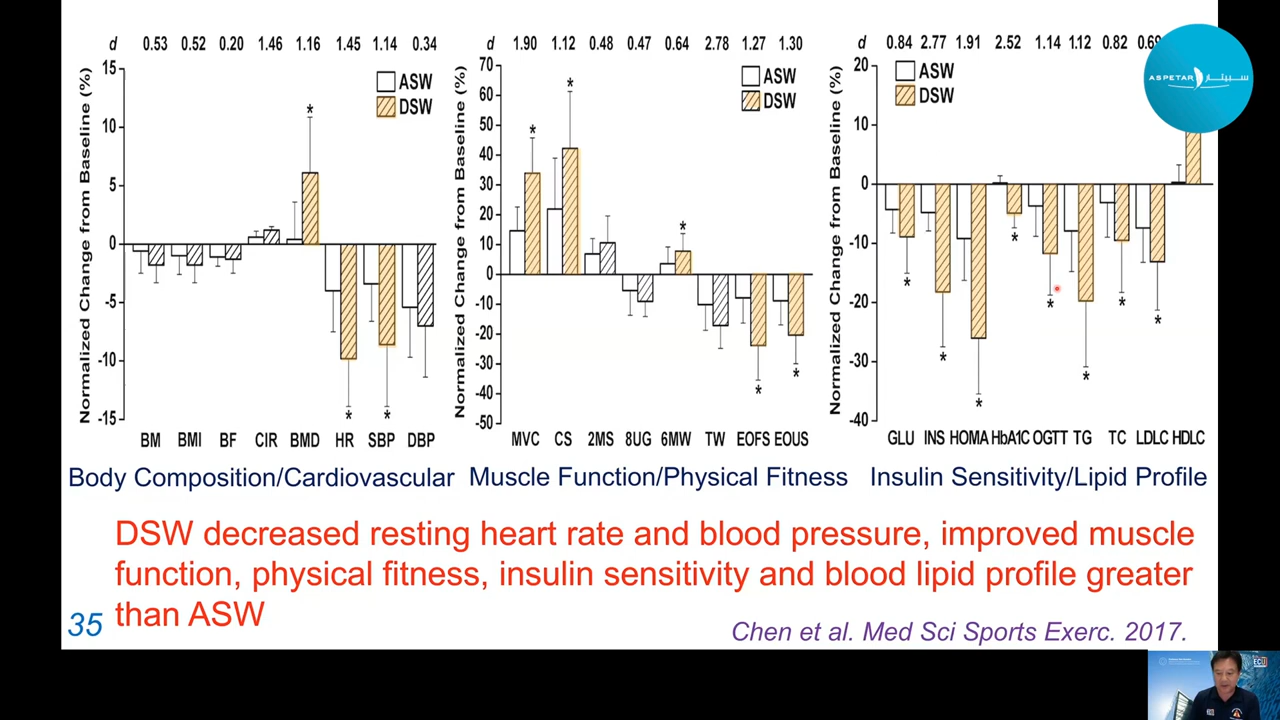 d 0.53 0.52 0.20 1.46 1.16 1.45 1.14 0.34
Normalized Change from Baseline (%)
15
10
5
0
-5
-10
-15
ASW
DSW
* * *
BM BMI BF CIR BMD HR SBP DBP
Body Composition/Cardiovascular
d 1.90 1.12 0.48 0.47 0.64 2.78 1.27 1.30
Normalized Change from Baseline (%)
70
60
50
40
30
20
10
0
-10
-20
-30
-40
-50
ASW
DSW
* * * * *
MVC CS 2MS 8UG 6MW TW EOFS EOUS
Muscle Function/Physical Fitness
d 0.84 2.77 1.91 2.52 1.14 1.12 0.82
Normalized Change from Baseline (%)
20
10
0
-10
-20
-30
-40
ASW
DSW
* * * * * * * *
GLU INS HOMA HbA1C OGTT TG TC LDLC HDLC
Insulin Sensitivity/Lipid Profile
ASPETAR سبيتار
DSW decreased resting heart rate and blood pressure, improved muscle
function, physical fitness, insulin sensitivity and blood lipid profile greater
than ASW
35
Chen et al. Med Sci Sports Exerc. 2017.
ECU